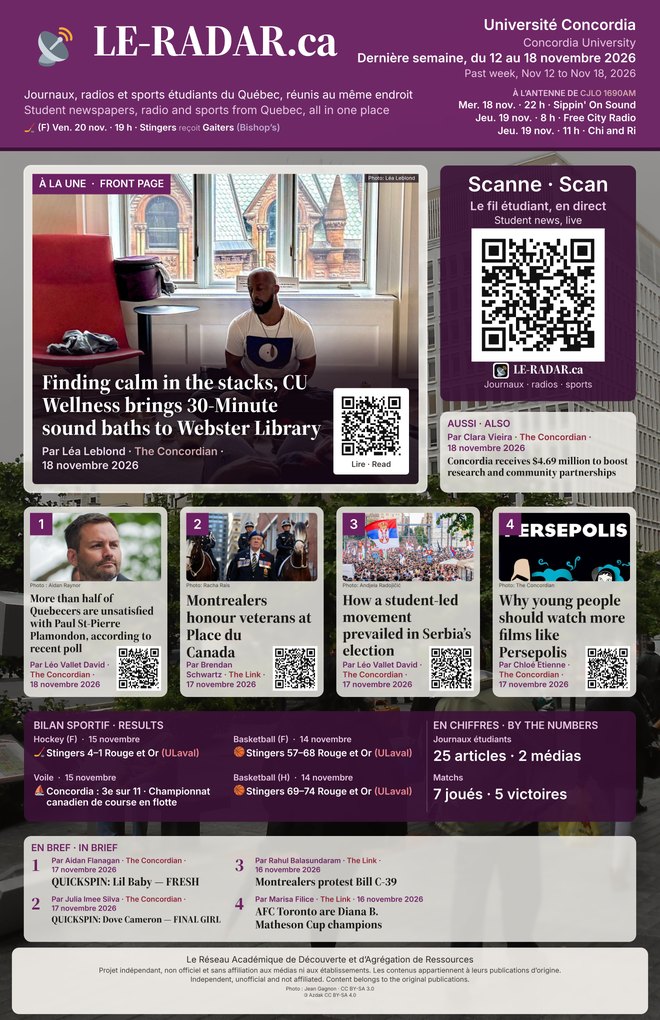 LE-RADAR.ca
Journaux, radios et sports étudiants du Québec, réunis au même endroit
Student newspapers, radio and sports from Quebec, all in one place
(F) Ven. 20 nov. · 19 h · Stingers reçoit Gaiters (Bishop's)
Université Concordia
Concordia University
Dernière semaine, du 12 au 18 novembre 2026
Past week, Nov 12 to Nov 18, 2026
À L'ANTENNE DE CJLO 1690AM
Mer. 18 nov. · 22 h · Sippin' On Sound
Jeu. 19 nov. · 8 h · Free City Radio
Jeu. 19 nov. · 11 h · Chi and Ri
À LA UNE · FRONT PAGE
Photo: Léa Leblond
Finding calm in the stacks, CU
Wellness brings 30-Minute
sound baths to Webster Library
Par Léa Leblond · The Concordian ·
18 novembre 2026
Lire · Read
Scanne · Scan
Le fil étudiant, en direct
Student news, live
LE-RADAR.ca
Journaux · radios · sports
AUSSI · ALSO
Par Clara Vieira · The Concordian ·
18 novembre 2026
Concordia receives $4.69 million to boost
research and community partnerships
1
Photo : Aidan Raynor
More than half of
Quebecers are unsatisfied
with Paul St-Pierre
Plamondon, according to
recent poll
Par Léo Vallet David ·
The Concordian ·
18 novembre 2026
2
Photo: Racha Rais
Montrealers
honour veterans at
Place du
Canada
Par Brendan
Schwartz · The Link ·
17 novembre 2026
3
Photo: Andjela Radojičić
How a student-led
movement
prevailed in Serbia's
election
Par Léo Vallet David ·
The Concordian ·
17 novembre 2026
4
PERSEPOLIS
Photo: The Concordian
Why young people
should watch more
films like
Persepolis
Par Chloé Étienne ·
The Concordian ·
17 novembre 2026
BILAN SPORTIF · RESULTS
Hockey (F) · 15 novembre
Stingers 4–1 Rouge et Or (ULaval)
Voile · 15 novembre
Concordia : 3e sur 11 · Championnat
canadien de course en flotte
Basketball (F) · 14 novembre
Stingers 57–68 Rouge et Or (ULaval)
Basketball (H) · 14 novembre
Stingers 69–74 Rouge et Or (ULaval)
EN CHIFFRES · BY THE NUMBERS
Journaux étudiants
25 articles · 2 médias
Matchs
7 joués · 5 victoires
EN BREF · IN BRIEF
1
Par Aidan Flanagan · The Concordian ·
17 novembre 2026
QUICKSPIN: Lil Baby — FRESH
2
Par Julia Imee Silva · The Concordian ·
17 novembre 2026
QUICKSPIN: Dove Cameron — FINAL GIRL
3
Par Rahul Balasundaram · The Link ·
16 novembre 2026
Montrealers protest Bill C-39
4
Par Marisa Filice · The Link · 16 novembre 2026
AFC Toronto are Diana B.
Matheson Cup champions
Le Réseau Académique de Découverte et d'Agrégation de Ressources
Projet indépendant, non officiel et sans affiliation aux médias ni aux établissements. Les contenus appartiennent à leurs publications d'origine.
Independent, unofficial and not affiliated. Content belongs to the original publications.
Photo : Jean Gagnon · CC BY-SA 3.0
Azdak CC BY-SA 4.0